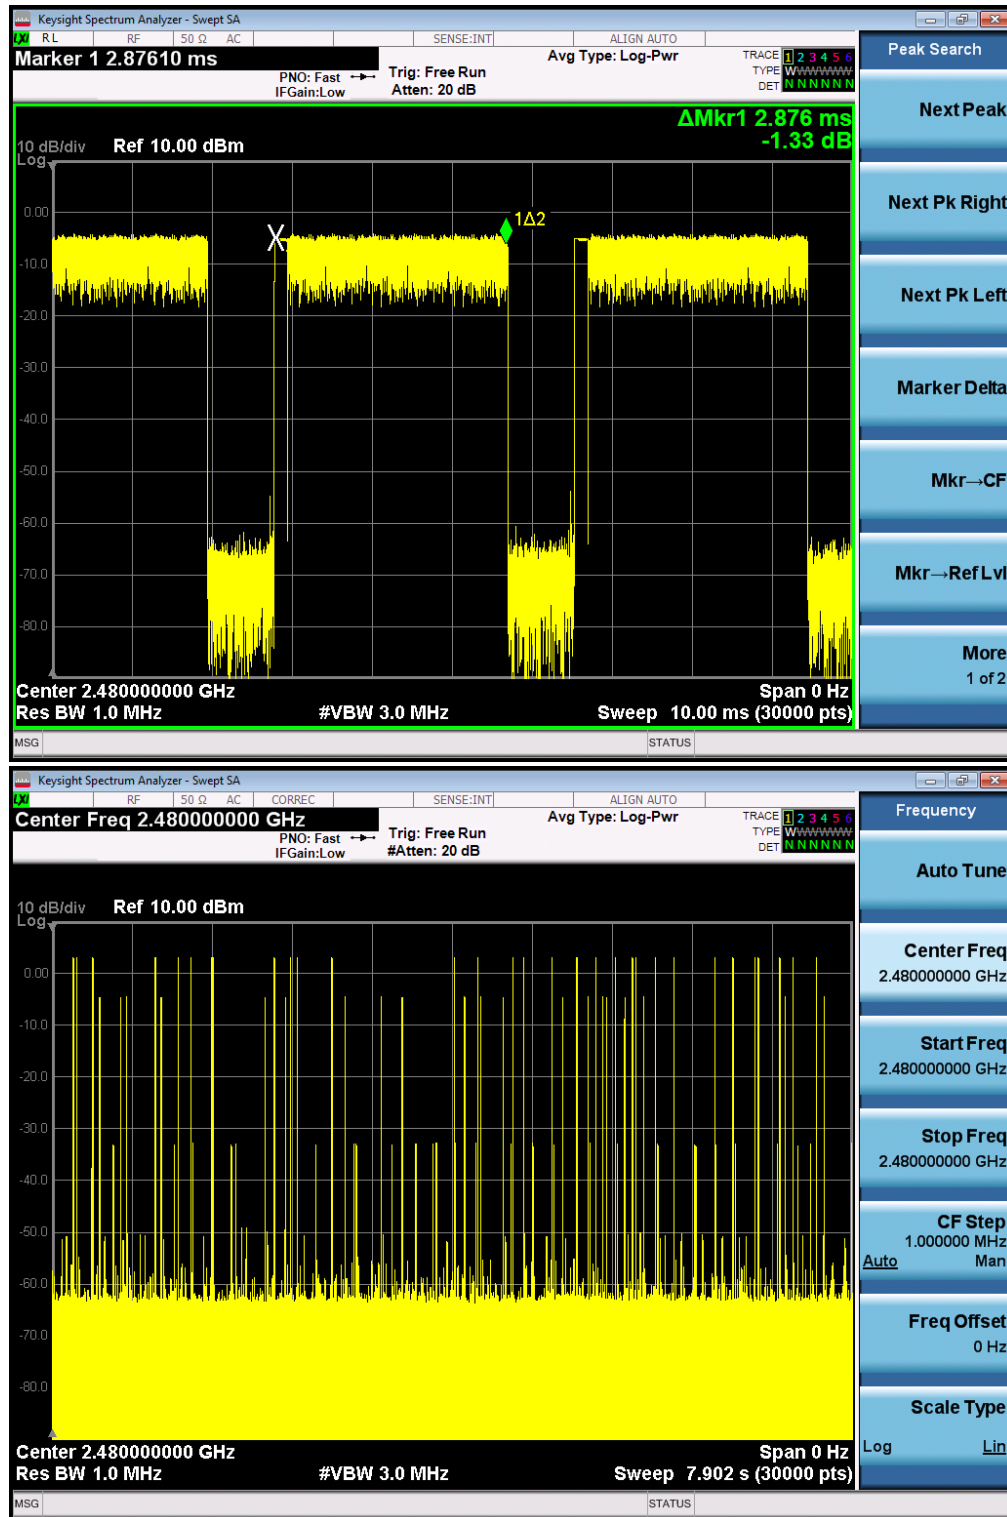 Keysight Spectrum Analyzer - Swept SA
LXI RL RF 50 Ω AC SENSE:INT ALIGN AUTO
Marker 1 2.87610 ms
PNO: Fast
IFGain:Low
Trig: Free Run
Atten: 20 dB
Avg Type: Log-Pwr
TRACE 1 2 3 4 5 6
TYPE WWWWWW
DET N N N N N N
ΔMkr1 2.876 ms
-1.33 dB
10 dB/div Ref 10.00 dBm
Log
1Δ2
0.00
-10.0
-20.0
-30.0
-40.0
-50.0
-60.0
-70.0
-80.0
Center 2.480000000 GHz Span 0 Hz
Res BW 1.0 MHz #VBW 3.0 MHz Sweep 10.00 ms (30000 pts)
MSG STATUS
Peak Search
Next Peak
Next Pk Right
Next Pk Left
Marker Delta
Mkr→CF
Mkr→Ref Lvl
More
1 of 2
Keysight Spectrum Analyzer - Swept SA
LXI RF 50 Ω AC CORREC SENSE:INT ALIGN AUTO
Center Freq 2.480000000 GHz
PNO: Fast
IFGain:Low
Trig: Free Run
#Atten: 20 dB
Avg Type: Log-Pwr
TRACE 1 2 3 4 5 6
TYPE WWWWWW
DET N N N N N N
10 dB/div Ref 10.00 dBm
Log
0.00
-10.0
-20.0
-30.0
-40.0
-50.0
-60.0
-70.0
-80.0
Center 2.480000000 GHz Span 0 Hz
Res BW 1.0 MHz #VBW 3.0 MHz Sweep 7.902 s (30000 pts)
MSG STATUS
Frequency
Auto Tune
Center Freq
2.480000000 GHz
Start Freq
2.480000000 GHz
Stop Freq
2.480000000 GHz
CF Step
1.000000 MHz
Auto Man
Freq Offset
0 Hz
Scale Type
Log Lin